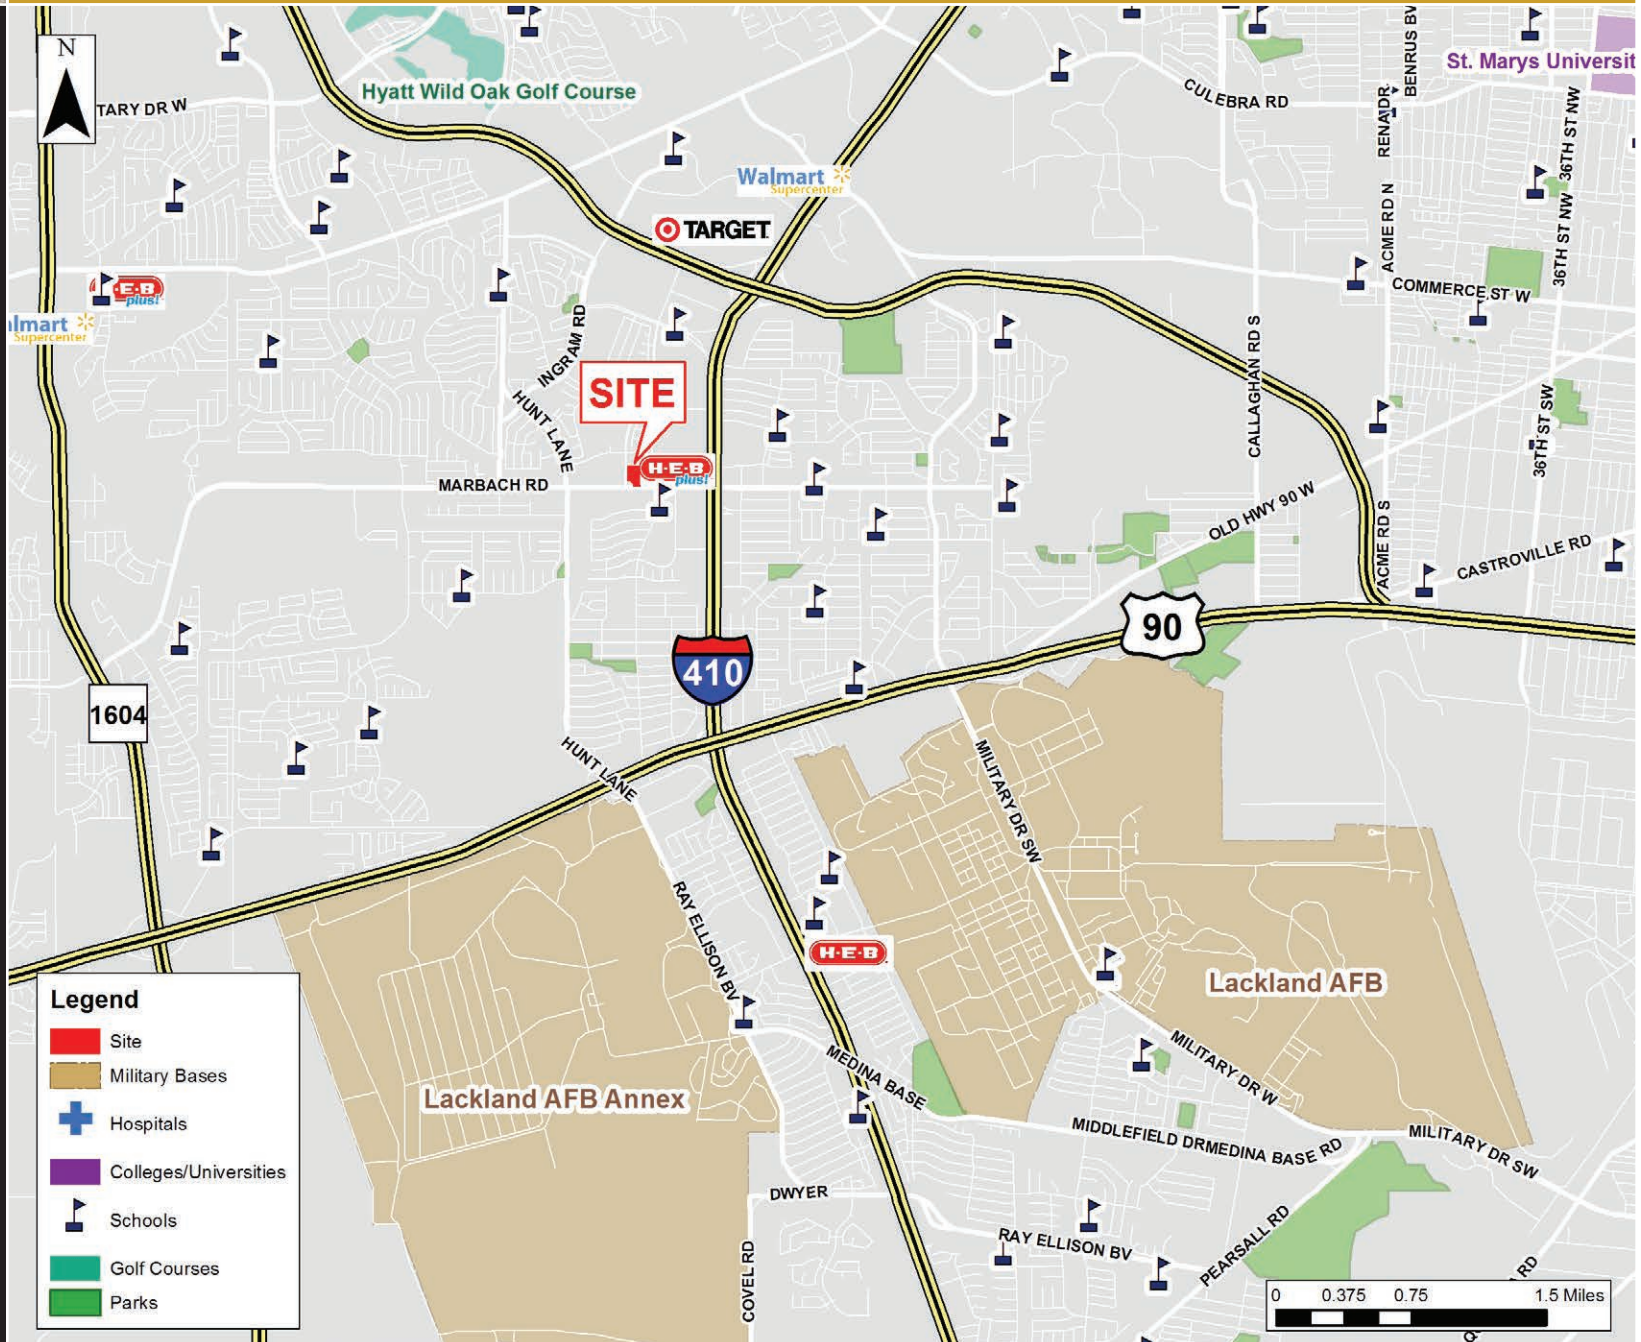 N
TARY DR W
Hyatt Wild Oak Golf Course
CULEBRA RD
BENRUS BV
St. Marys Universit
RENA DR
36TH ST NW
Walmart
Supercenter
TARGET
ACME RD N
36TH ST NW
H-E-B
plus!
COMMERCE ST W
almart
Supercenter
INGRAM RD
CALLAGHAN RD S
SITE
HUNT LANE
36TH ST SW
H-E-B
plus!
MARBACH RD
OLD HWY 90 W
ACME RD S
CASTROVILLE RD
90
410
1604
HUNT LANE
MILITARY DR SW
RAY ELLISON BV
H-E-B
Lackland AFB
MEDINA BASE
MILITARY DR W
Lackland AFB Annex
MIDDLEFIELD DRMEDINA BASE RD
MILITARY DR SW
DWYER
RAY ELLISON BV
PEARSALL RD
COVEL RD
RD
Legend
Site
Military Bases
Hospitals
Colleges/Universities
Schools
Golf Courses
Parks
0 0.375 0.75 1.5 Miles